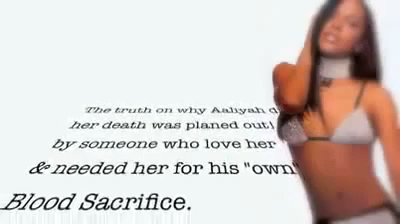 The truth on why Aaliyah d
her death was planed out!
by someone who love her
& needed her for his "own"
Blood Sacrifice.